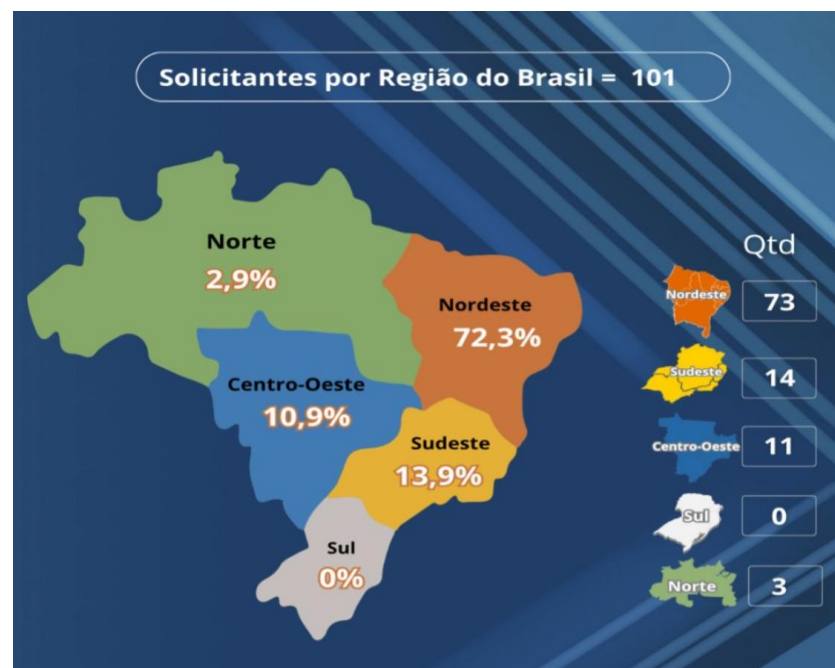 Solicitantes por Região do Brasil = 101
Norte
2,9%
Nordeste
72,3%
Centro-Oeste
10,9%
Sudeste
13,9%
Sul
0%
Qtd
Nordeste 73
Sudeste 14
Centro-Oeste 11
Sul 0
Norte 3